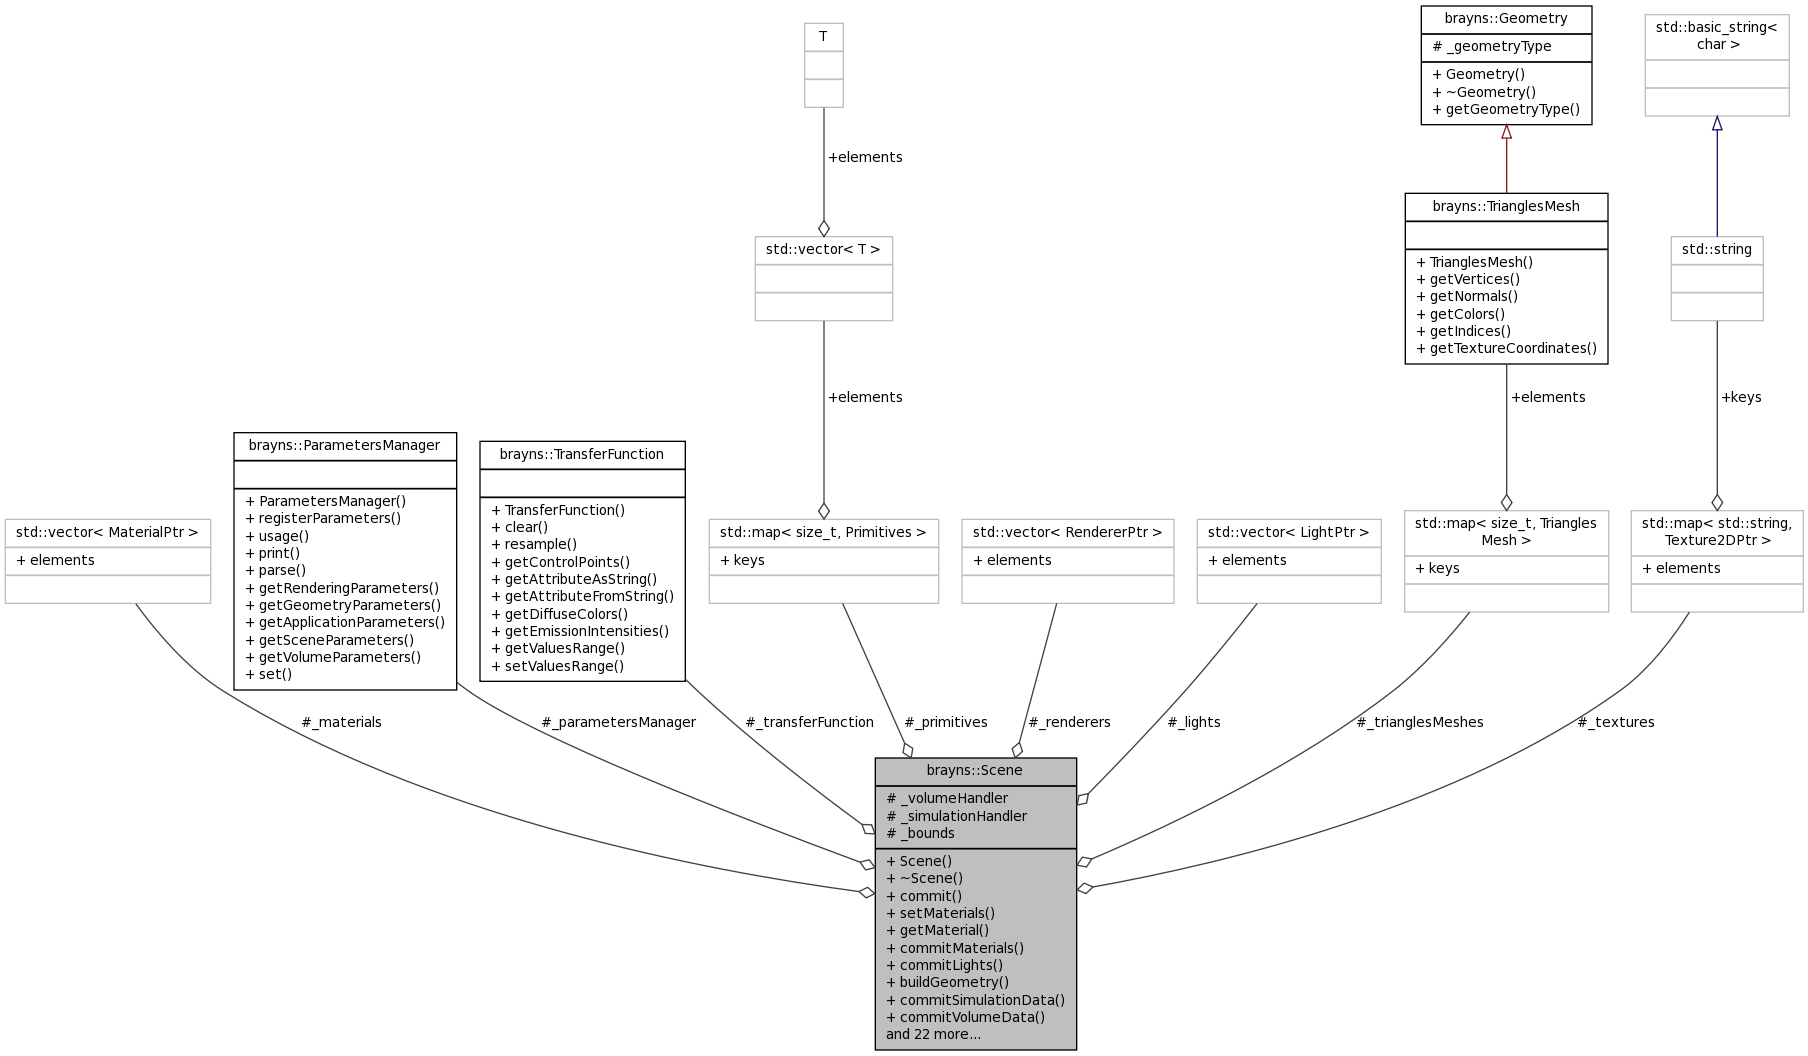 T
brayns::Geometry
# _geometryType
+ Geometry()
+ ~Geometry()
+ getGeometryType()
std::basic_string<
char >
+elements
std::vector< T >
brayns::TrianglesMesh
+ TrianglesMesh()
+ getVertices()
+ getNormals()
+ getColors()
+ getIndices()
+ getTextureCoordinates()
std::string
+elements
+elements
+keys
std::vector< MaterialPtr >
+ elements
brayns::ParametersManager
+ ParametersManager()
+ registerParameters()
+ usage()
+ print()
+ parse()
+ getRenderingParameters()
+ getGeometryParameters()
+ getApplicationParameters()
+ getSceneParameters()
+ getVolumeParameters()
+ set()
brayns::TransferFunction
+ TransferFunction()
+ clear()
+ resample()
+ getControlPoints()
+ getAttributeAsString()
+ getAttributeFromString()
+ getDiffuseColors()
+ getEmissionIntensities()
+ getValuesRange()
+ setValuesRange()
std::map< size_t, Primitives >
+ keys
std::vector< RendererPtr >
+ elements
std::vector< LightPtr >
+ elements
std::map< size_t, Triangles
Mesh >
+ keys
std::map< std::string,
Texture2DPtr >
+ elements
#_materials
#_parametersManager
#_transferFunction
#_primitives
#_renderers
#_lights
#_trianglesMeshes
#_textures
brayns::Scene
# _volumeHandler
# _simulationHandler
# _bounds
+ Scene()
+ ~Scene()
+ commit()
+ setMaterials()
+ getMaterial()
+ commitMaterials()
+ commitLights()
+ buildGeometry()
+ commitSimulationData()
+ commitVolumeData()
and 22 more...